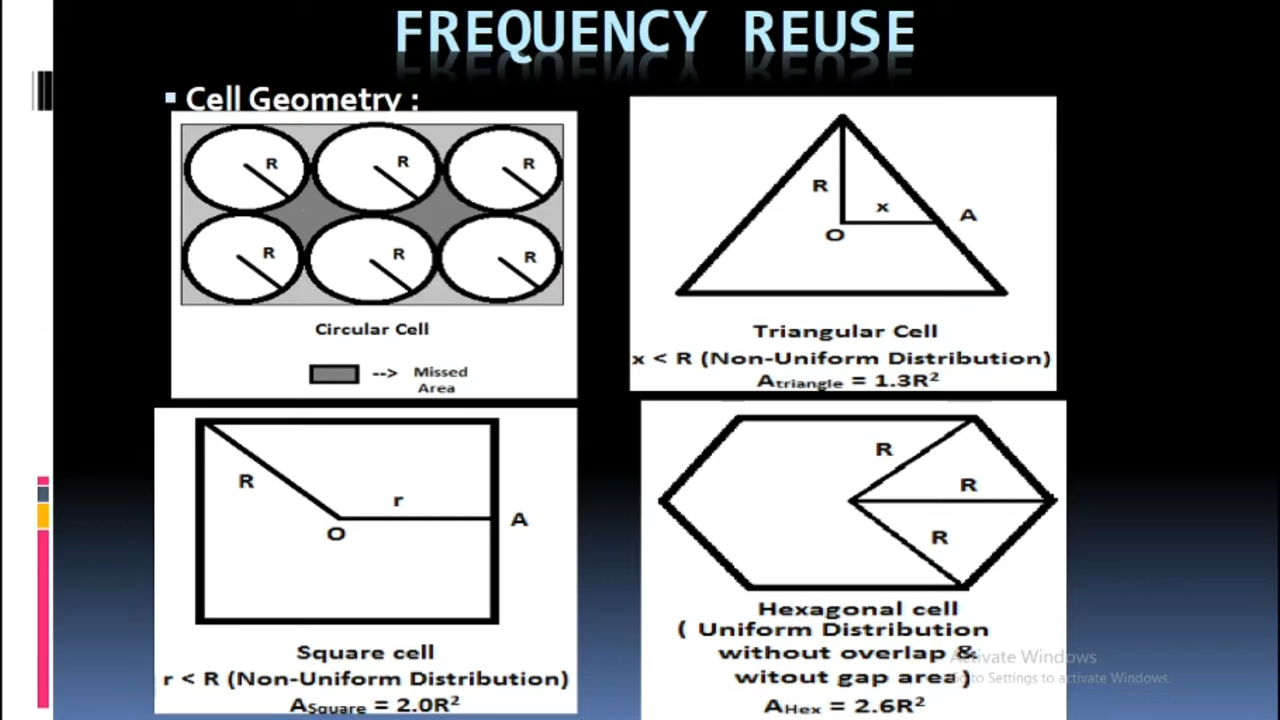 FREQUENCY REUSE
Cell Geometry :
R R R
R R R
Circular Cell
--> Missed
Area
R
x
A
O
Triangular Cell
x < R (Non-Uniform Distribution)
Atriangle = 1.3R²
R
r
A
O
Square cell
r < R (Non-Uniform Distribution)
ASquare = 2.0R²
R
R
R
Hexagonal cell
( Uniform Distribution
without overlap &
witout gap area)
AHex = 2.6R²
Activate Windows
Go to Settings to activate Windows.